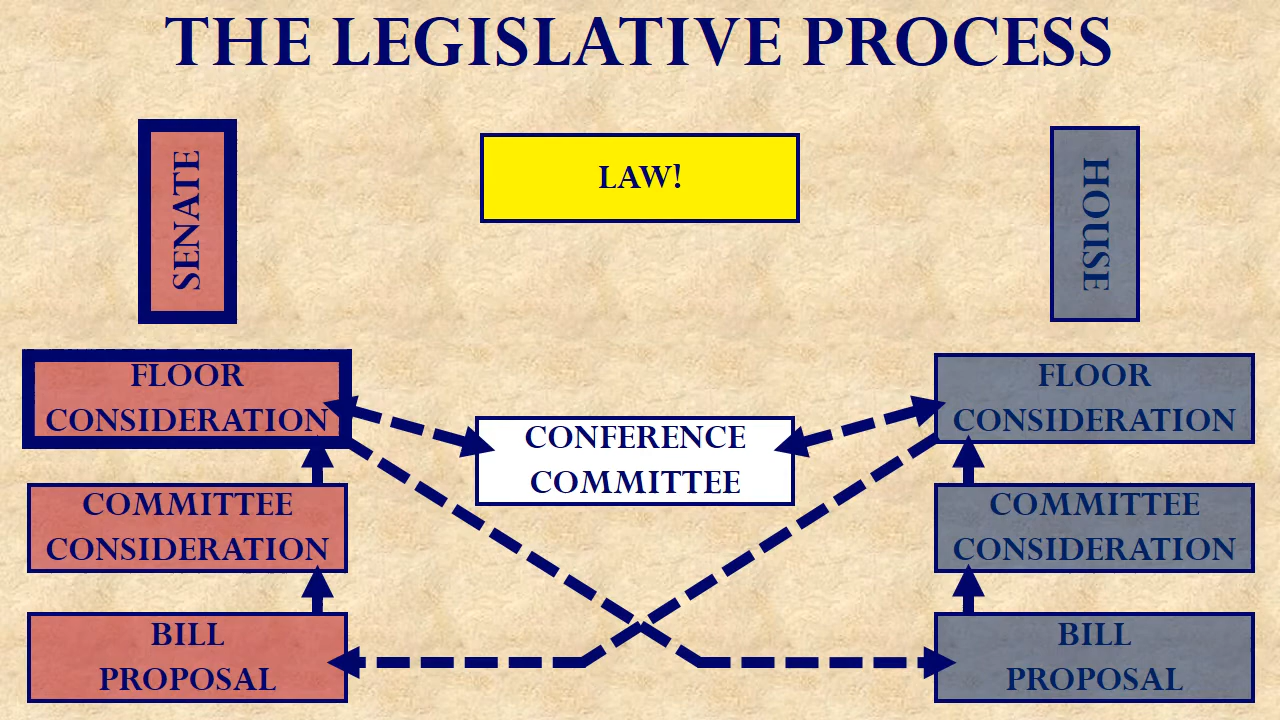 THE LEGISLATIVE PROCESS
SENATE
LAW!
HOUSE
FLOOR
CONSIDERATION
CONFERENCE
COMMITTEE
FLOOR
CONSIDERATION
COMMITTEE
CONSIDERATION
COMMITTEE
CONSIDERATION
BILL
PROPOSAL
BILL
PROPOSAL